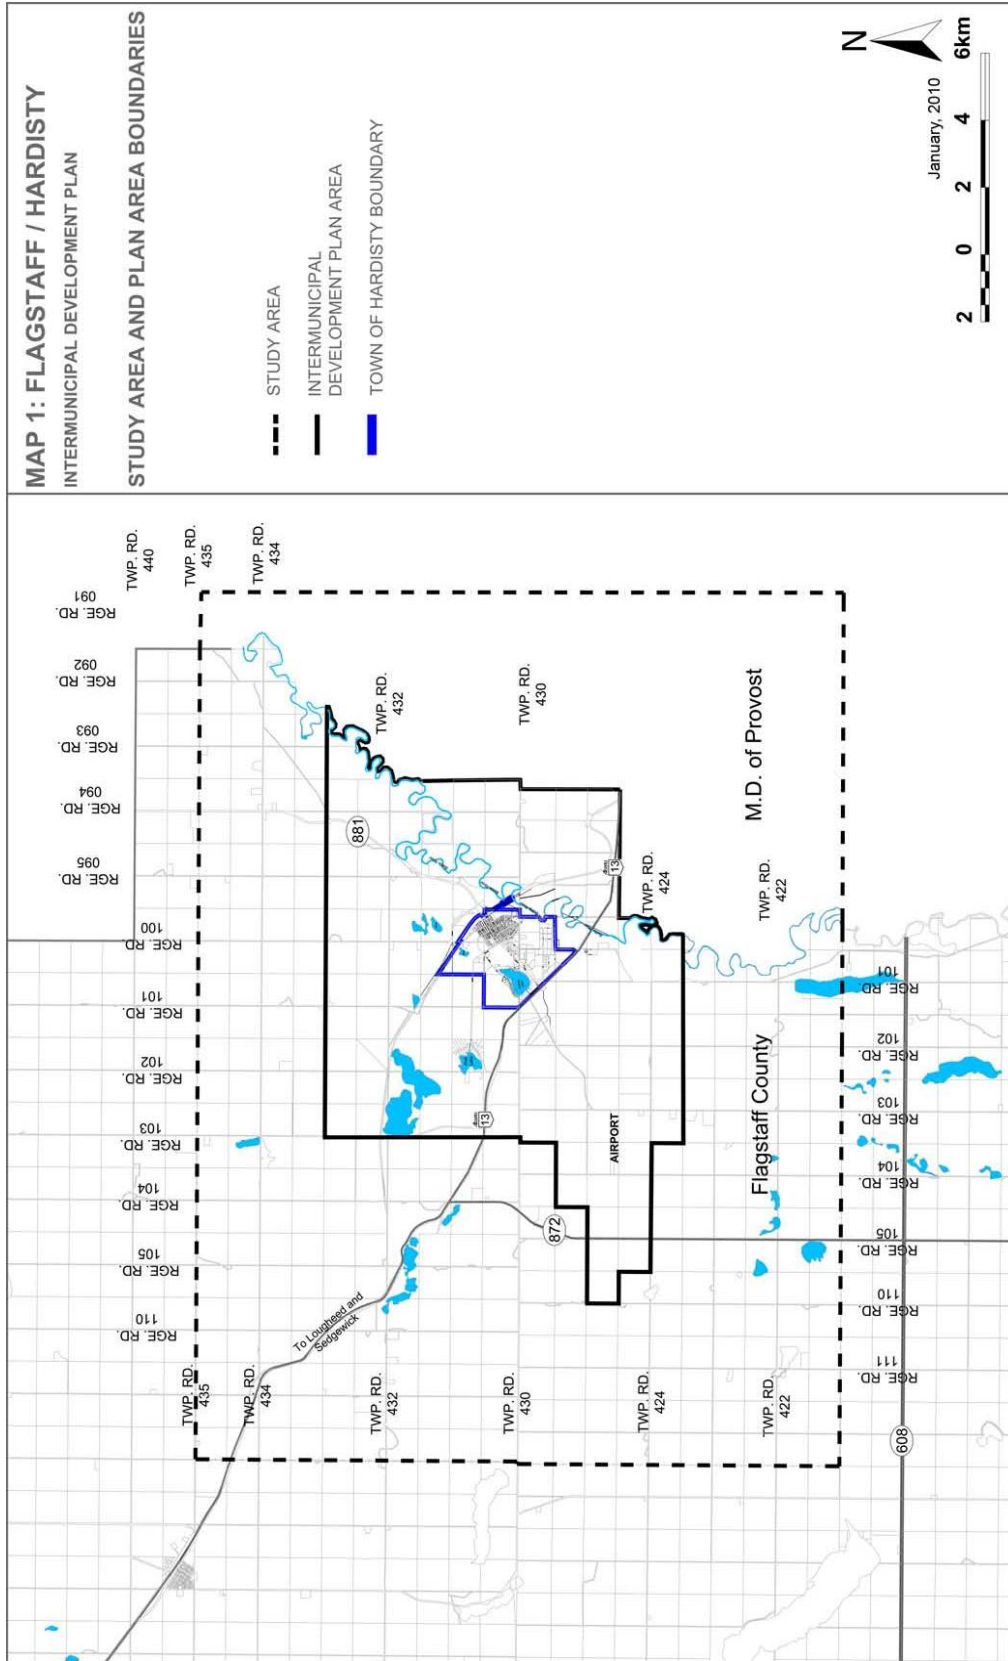 MAP 1: FLAGSTAFF / HARDISTY
INTERMUNICIPAL DEVELOPMENT PLAN
STUDY AREA AND PLAN AREA BOUNDARIES
STUDY AREA
INTERMUNICIPAL
DEVELOPMENT PLAN AREA
TOWN OF HARDISTY BOUNDARY
N
January, 2010
2 0 2 4 6km
TWP. RD.
440
TWP. RD.
435
TWP. RD.
434
TWP. RD.
432
TWP. RD.
430
TWP. RD.
424
TWP. RD.
422
RGE. RD.
091
RGE. RD.
092
RGE. RD.
093
RGE. RD.
094
RGE. RD.
095
RGE. RD.
100
RGE. RD.
101
RGE. RD.
102
RGE. RD.
103
RGE. RD.
104
RGE. RD.
105
RGE. RD.
110
881
13
M.D. of Provost
13
872
AIRPORT
Flagstaff County
To Lougheed and
Sedgewick
TWP. RD.
435
TWP. RD.
434
TWP. RD.
432
TWP. RD.
430
TWP. RD.
424
TWP. RD.
422
RGE. RD.
101
RGE. RD.
102
RGE. RD.
103
RGE. RD.
104
RGE. RD.
105
RGE. RD.
110
RGE. RD.
111
608